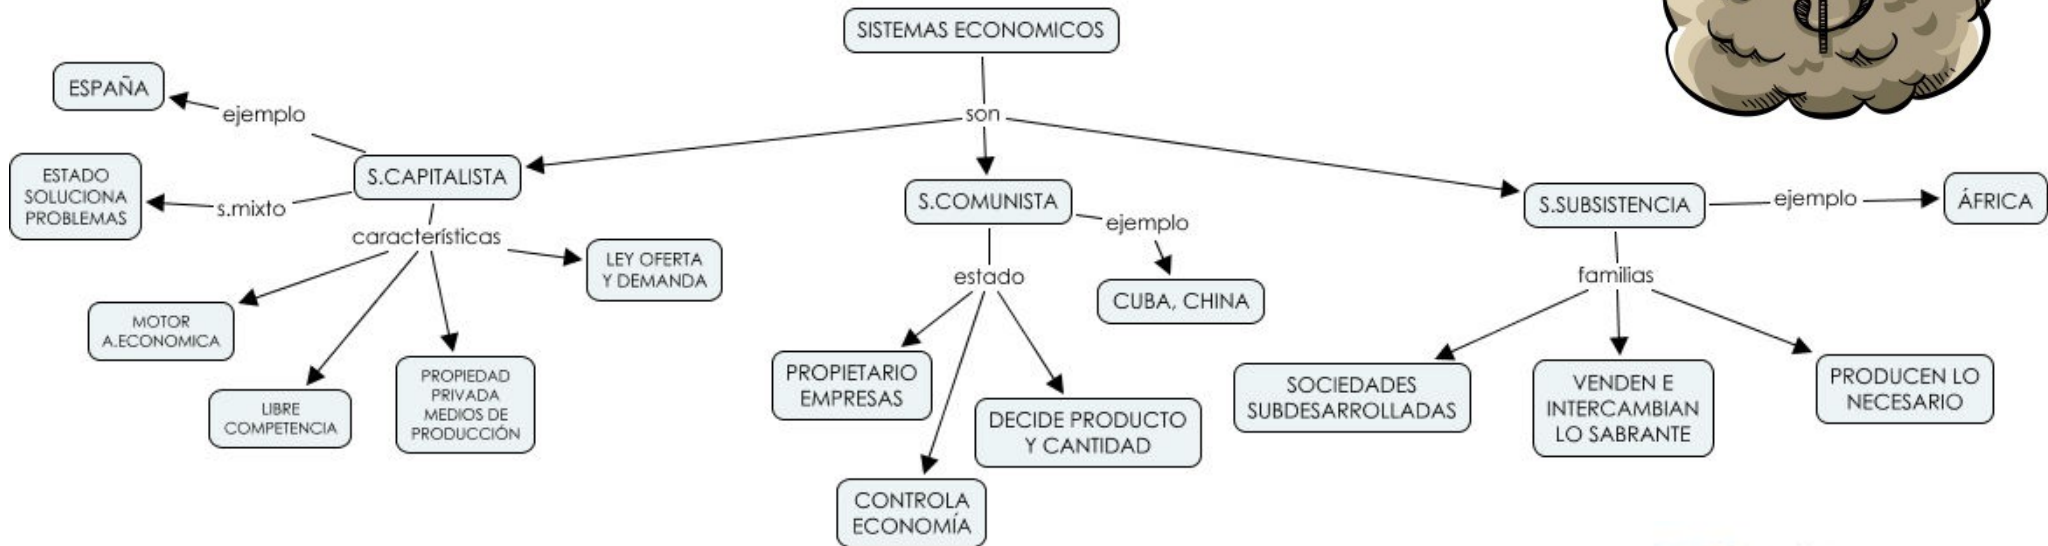 SISTEMAS ECONOMICOS
son
ESPAÑA
ejemplo
S.CAPITALISTA
ESTADO
SOLUCIONA
PROBLEMAS
s.mixto
características
LEY OFERTA
Y DEMANDA
MOTOR
A.ECONOMICA
LIBRE
COMPETENCIA
PROPIEDAD
PRIVADA
MEDIOS DE
PRODUCCIÓN
S.COMUNISTA
ejemplo
CUBA, CHINA
estado
PROPIETARIO
EMPRESAS
CONTROLA
ECONOMÍA
DECIDE PRODUCTO
Y CANTIDAD
S.SUBSISTENCIA
ejemplo
ÁFRICA
familias
SOCIEDADES
SUBDESARROLLADAS
VENDEN E
INTERCAMBIAN
LO SABRANTE
PRODUCEN LO
NECESARIO